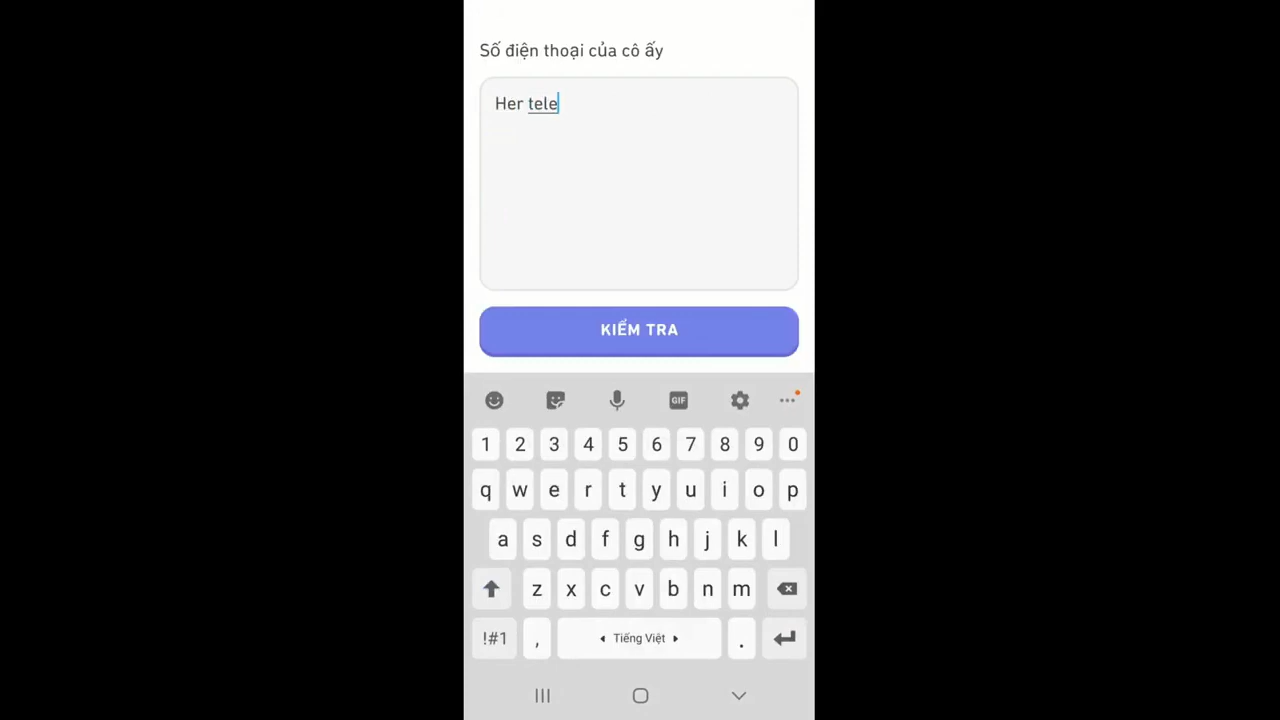 Số điện thoại của cô ấy
Her tele
KIỂM TRA
GIF
1 2 3 4 5 6 7 8 9 0
q w e r t y u i o p
a s d f g h j k l
z x c v b n m
!#1 , Tiếng Việt .